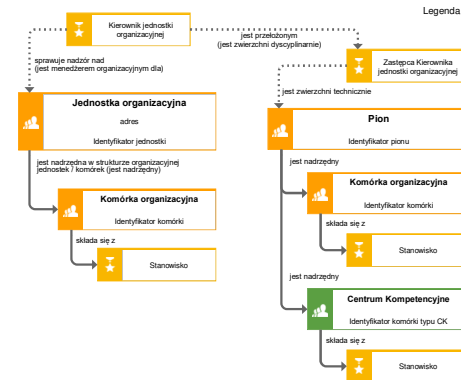 Legenda
Kierownik jednostki
organizacyjnej
jest przełożonym
(jest zwierzchni dyscyplinarnie)
sprawuje nadzór nad
(jest menedżerem organizacyjnym dla)
Zastępca Kierownika
jednostki organizacyjnej
jest zwierzchni technicznie
Jednostka organizacyjna
adres
Identyfikator jednostki
Pion
Identyfikator pionu
jest nadrzędna w strukturze organizacyjnej
jednostek / komórek (jest nadrzędny)
jest nadrzędny
Komórka organizacyjna
Identyfikator komórki
Komórka organizacyjna
Identyfikator komórki
składa się z
Stanowisko
składa się z
Stanowisko
jest nadrzędny
Centrum Kompetencyjne
Identyfikator komórki typu CK
składa się z
Stanowisko